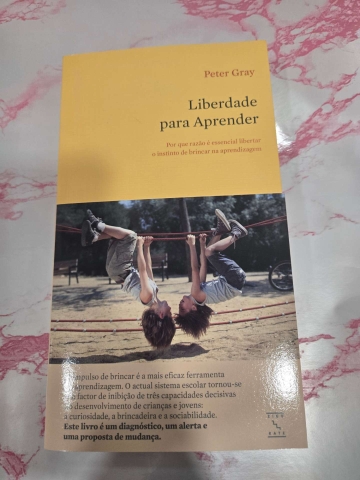 Peter Gray
Liberdade
para Aprender
Por que razão é essencial libertar
o instinto de brincar na aprendizagem
impulso de brincar é a mais eficaz ferramenta
aprendizagem. O actual sistema escolar tornou-se
factor de inibição de três capacidades decisivas
desenvolvimento de crianças e jovens:
a curiosidade, a brincadeira e a sociabilidade.
Este livro é um diagnóstico, um alerta e
uma proposta de mudança.